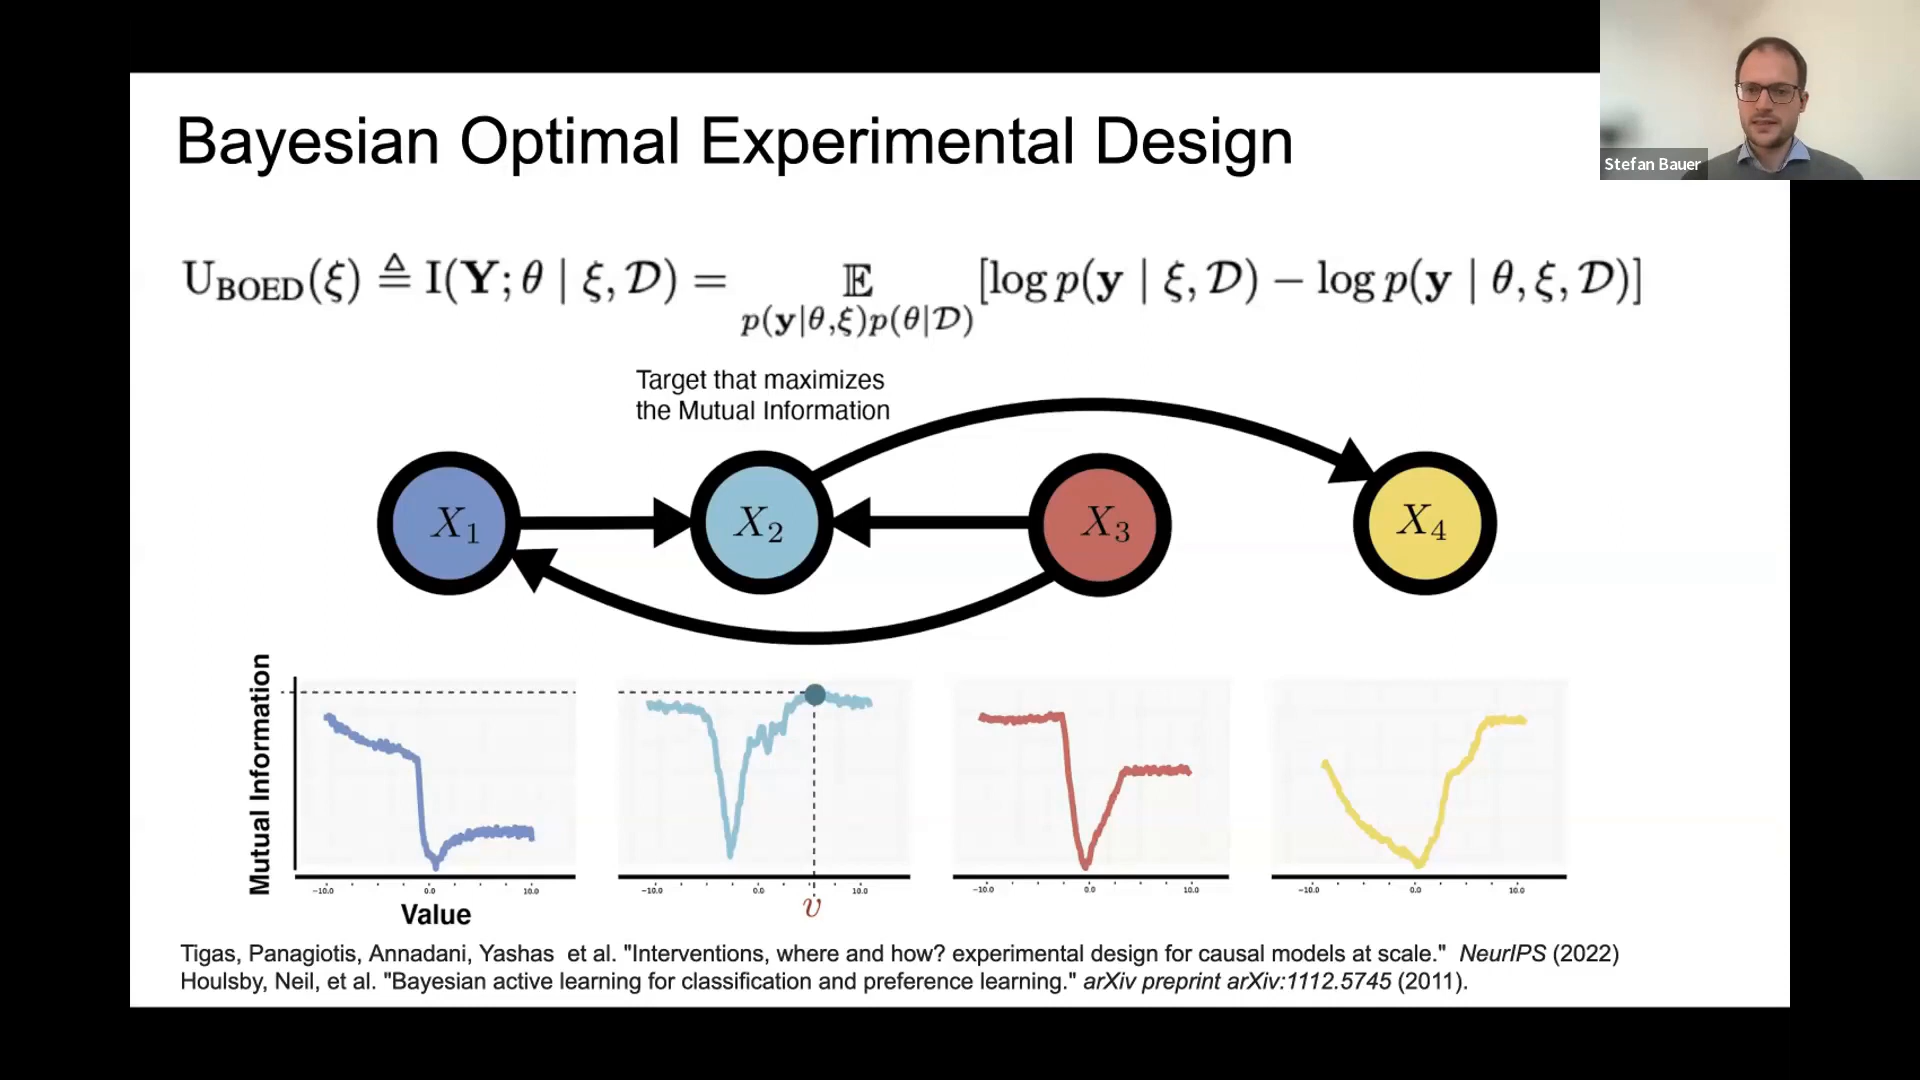 Bayesian Optimal Experimental Design
Stefan Bauer
U_BOED(ξ) ≜ I(Y; θ | ξ, 𝒟) = 𝔼_{p(y|θ,ξ)p(θ|𝒟)} [log p(y | ξ, 𝒟) − log p(y | θ, ξ, 𝒟)]
Target that maximizes
the Mutual Information
X₁ X₂ X₃ X₄
Mutual Information
-10.0 0.0 10.0 -10.0 0.0 10.0 -10.0 0.0 10.0 -10.0 0.0 10.0
Value
v
Tigas, Panagiotis, Annadani, Yashas et al. "Interventions, where and how? experimental design for causal models at scale." NeurIPS (2022)
Houlsby, Neil, et al. "Bayesian active learning for classification and preference learning." arXiv preprint arXiv:1112.5745 (2011).